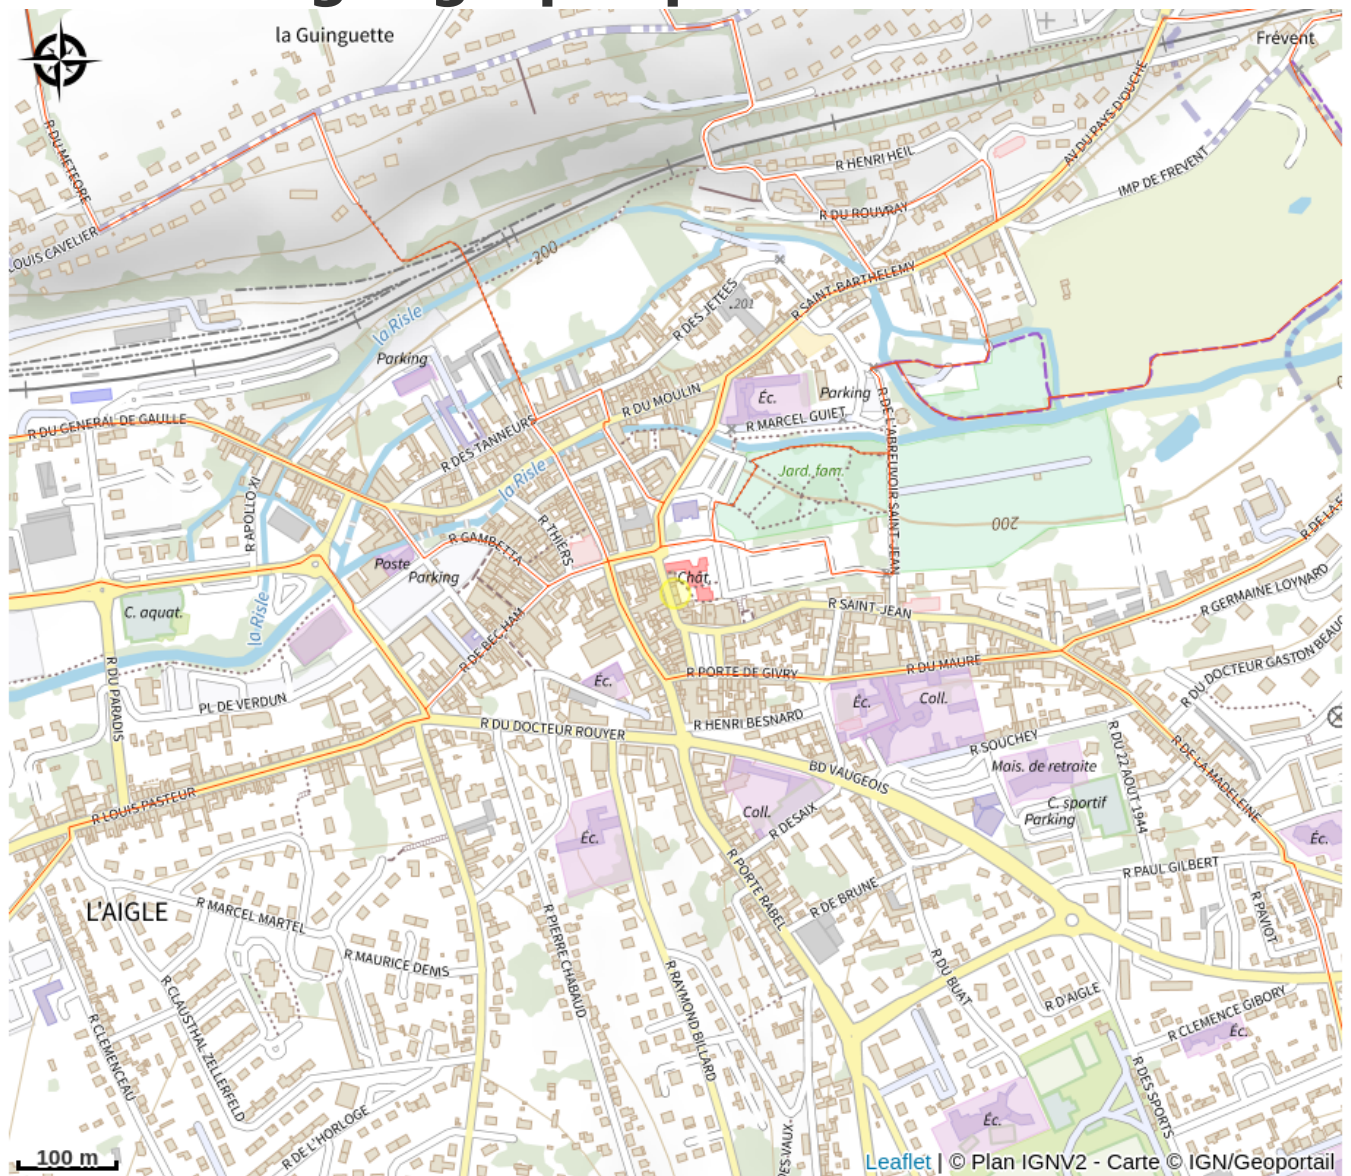 la Guinguette
Frévent
R DU METEORE
R HENRI HEIL
AV DU PAYS D'OUCHE
IMP DE FREVENT
R DU ROUVRAY
LOUIS CAVELIER
200
R SAINT-BARTHELEMY
R DES JETEES
201
la Risle
Parking
Éc.
Parking
R DU MOULIN
R MARCEL GUIET
R DU GENERAL DE GAULLE
R DES TANNEURS
R DE L'ABREUVOIR SAINT-JEAN
Jard. fam.
la Risle
R APOLLO XI
R THIERS
200
R GAMBETTA
Poste
Parking
Chât.
C. aquat.
la Risle
R SAINT-JEAN
R GERMAINE LOYNARD
R DE BEC HAM
R DU PARADIS
R PORTE DE GIVRY
R DU MAURE
Éc.
Éc.
Coll.
PL DE VERDUN
R HENRI BESNARD
R DU DOCTEUR ROUYER
R SOUCHEY
R DU 22 AOUT 1944
R DE LA MADELEINE
BD VAUGEOIS
Mais. de retraite
R LOUIS PASTEUR
Coll.
R DESAIX
C. sportif
Parking
Éc.
Éc.
R PORTE RABEL
R PAUL GILBERT
L'AIGLE
R MARCEL MARTEL
R DE BRUNE
R PAVIOT
R MAURICE DENIS
R PIERRE CHABAUD
R RAYMOND BILLARD
R DU BUAT
R D'AIGLE
R CLAUSTHAL ZELLERFELD
R CLEMENCEAU
R CLEMENCE GIBORY
Éc.
R DES SPORTS
R DE L'HORLOGE
Éc.
100 m
Leaflet | © Plan IGNV2 - Carte © IGN/Geoportail